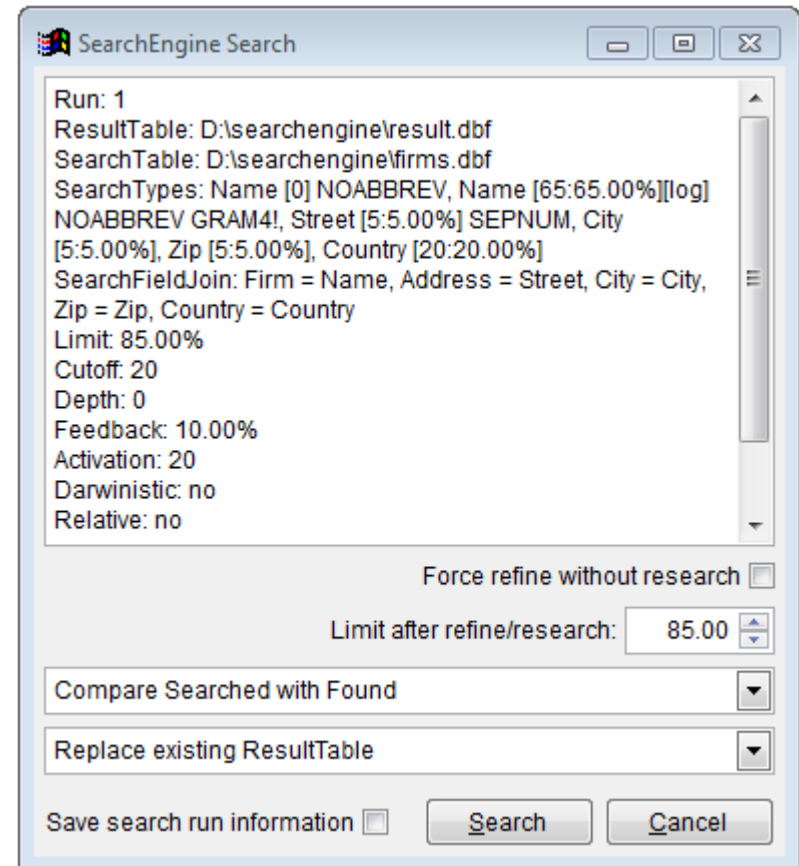 SearchEngine Search
Run: 1
ResultTable: D:\searchengine\result.dbf
SearchTable: D:\searchengine\firms.dbf
SearchTypes: Name [0] NOABBREV, Name [65:65.00%][log]
NOABBREV GRAM4!, Street [5:5.00%] SEPNUM, City
[5:5.00%], Zip [5:5.00%], Country [20:20.00%]
SearchFieldJoin: Firm = Name, Address = Street, City = City,
Zip = Zip, Country = Country
Limit: 85.00%
Cutoff: 20
Depth: 0
Feedback: 10.00%
Activation: 20
Darwinistic: no
Relative: no
Force refine without research
Limit after refine/research: 85.00
Compare Searched with Found
Replace existing ResultTable
Save search run information Search Cancel